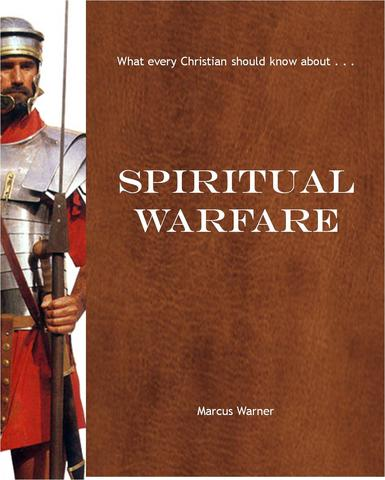 What every Christian should know about . . .
SPIRITUAL
WARFARE
Marcus Warner